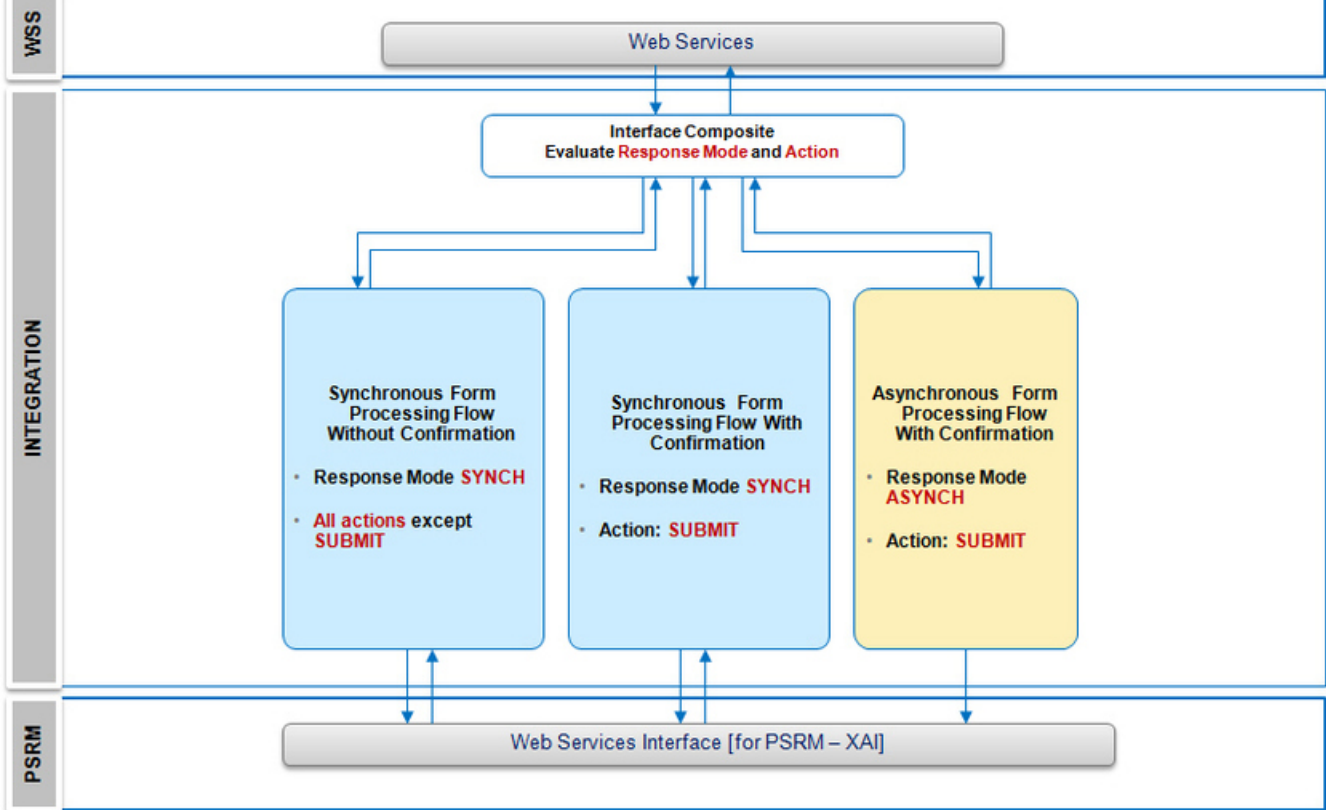 WSS
Web Services
INTEGRATION
Interface Composite
Evaluate Response Mode and Action
Synchronous Form
Processing Flow
Without Confirmation
• Response Mode SYNCH
• All actions except
SUBMIT
Synchronous Form
Processing Flow With
Confirmation
• Response Mode SYNCH
• Action: SUBMIT
Asynchronous Form
Processing Flow
With Confirmation
• Response Mode
ASYNCH
• Action: SUBMIT
PSRM
Web Services Interface [for PSRM – XAI]